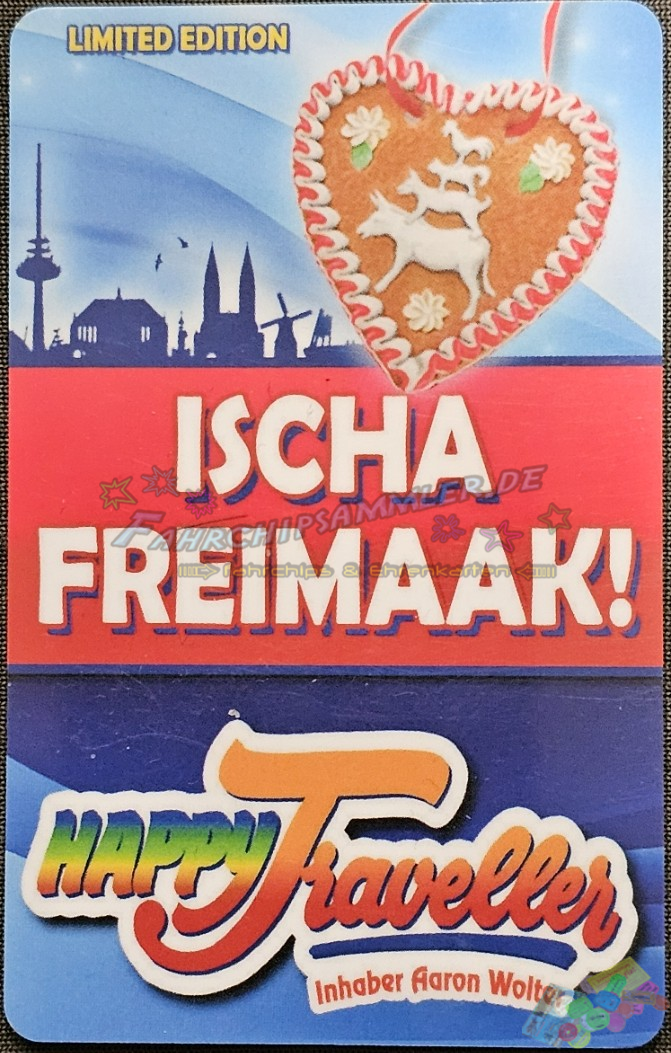 LIMITED EDITION
ISCHA
FAHRCHIPSAMMLER.DE
FREIMAAK!
fahrchips & Ehrenkarten
HAPPY Traveller
Inhaber Aaron Wolter